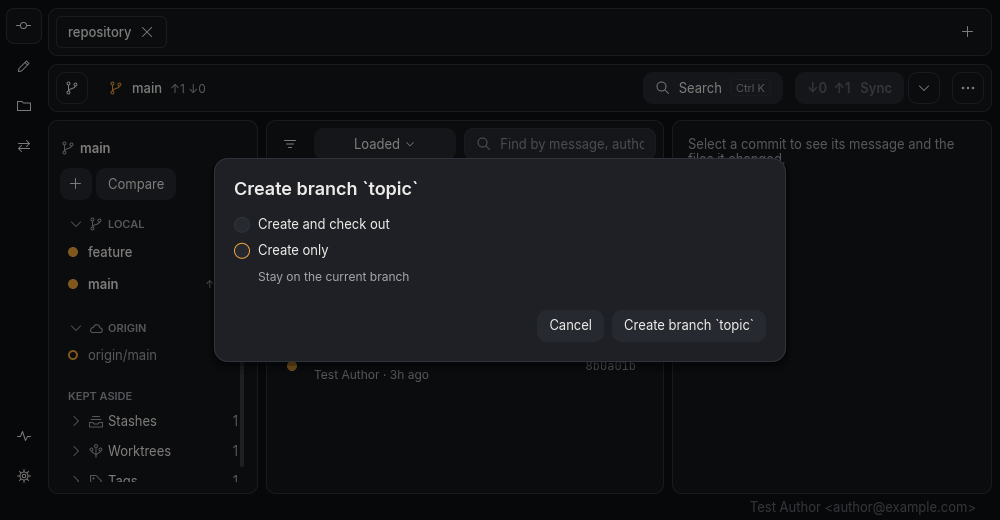 repository
main ↑1 ↓0
Search Ctrl K
↓0 ↑1 Sync
main
Compare
LOCAL
feature
main
ORIGIN
origin/main
KEPT ASIDE
Stashes 1
Worktrees 1
Tags 1
Loaded
Find by message, autho
Select a commit to see its message and the
files it changed.
Create branch `topic`
Create and check out
Create only
Stay on the current branch
Cancel
Create branch `topic`
8b0a01b
Test Author · 3h ago
Test Author <author@example.com>